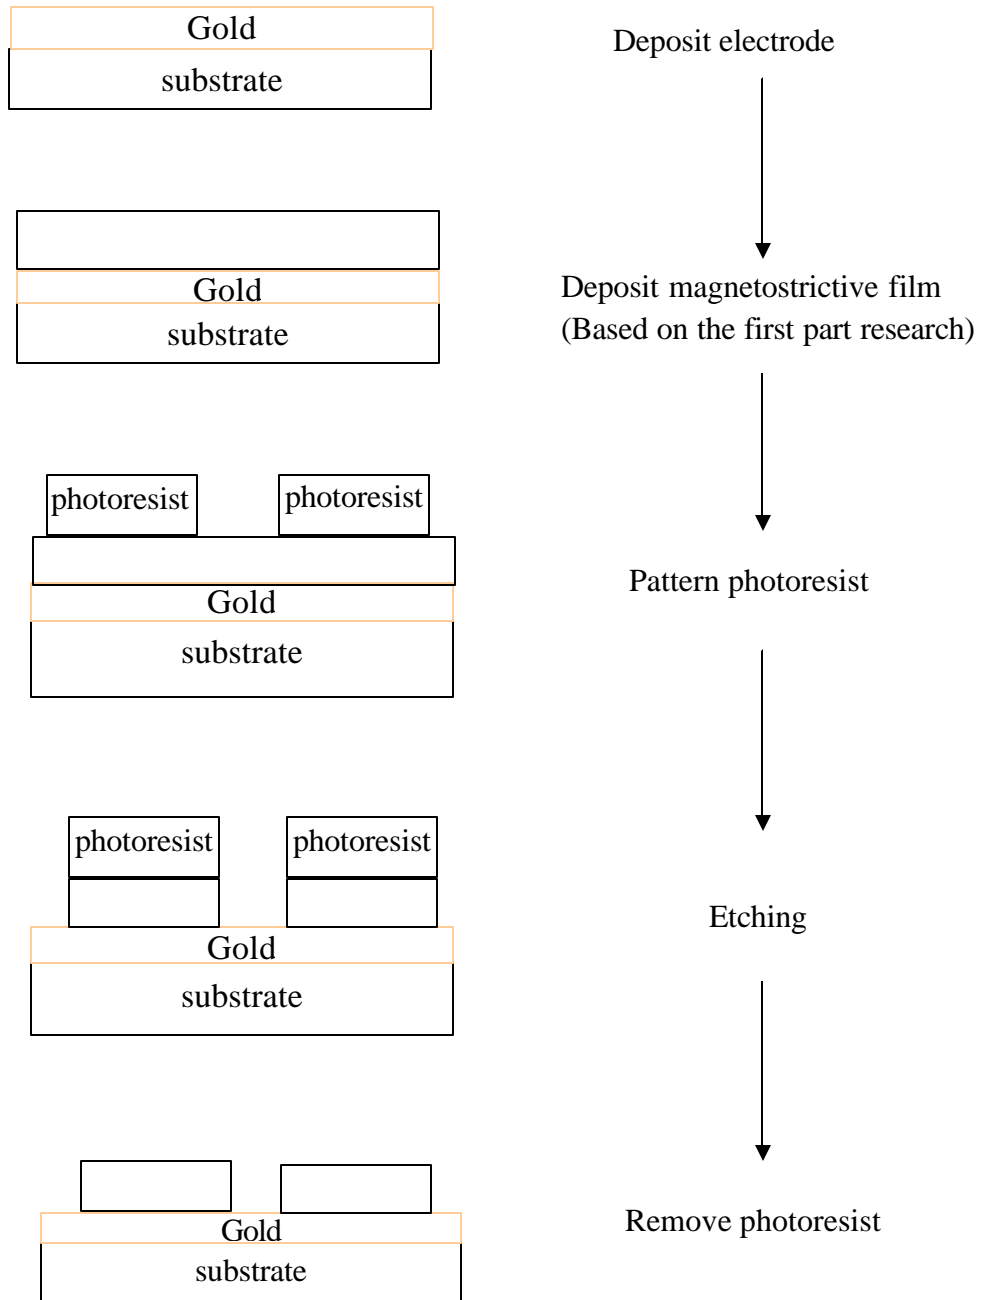 Gold
substrate
Deposit electrode
Gold
substrate
Deposit magnetostrictive film
(Based on the first part research)
photoresist
photoresist
Gold
substrate
Pattern photoresist
photoresist
photoresist
Gold
substrate
Etching
Gold
substrate
Remove photoresist